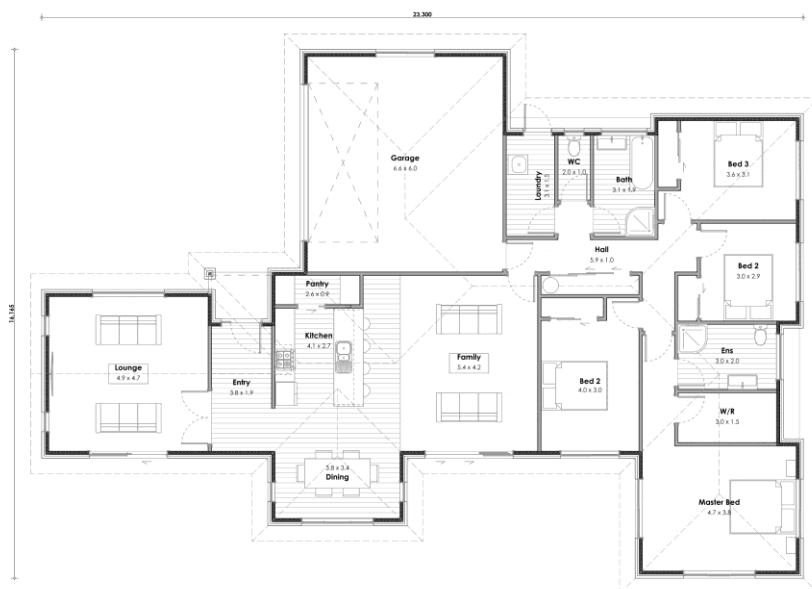 23.300
16.165
Garage
6.6 x 6.0
Laundry
3.1 x 1.5
WC
2.0 x 1.0
Bath
3.1 x 1.9
Bed 3
3.6 x 3.1
Hall
5.9 x 1.0
Bed 2
3.0 x 2.9
Pantry
2.6 x 0.9
Kitchen
4.1 x 2.7
Lounge
4.9 x 4.7
Entry
3.8 x 1.9
Family
5.4 x 4.2
Bed 2
4.0 x 3.0
Ens
3.0 x 2.0
W/R
3.0 x 1.5
3.8 x 3.4
Dining
Master Bed
4.7 x 3.8